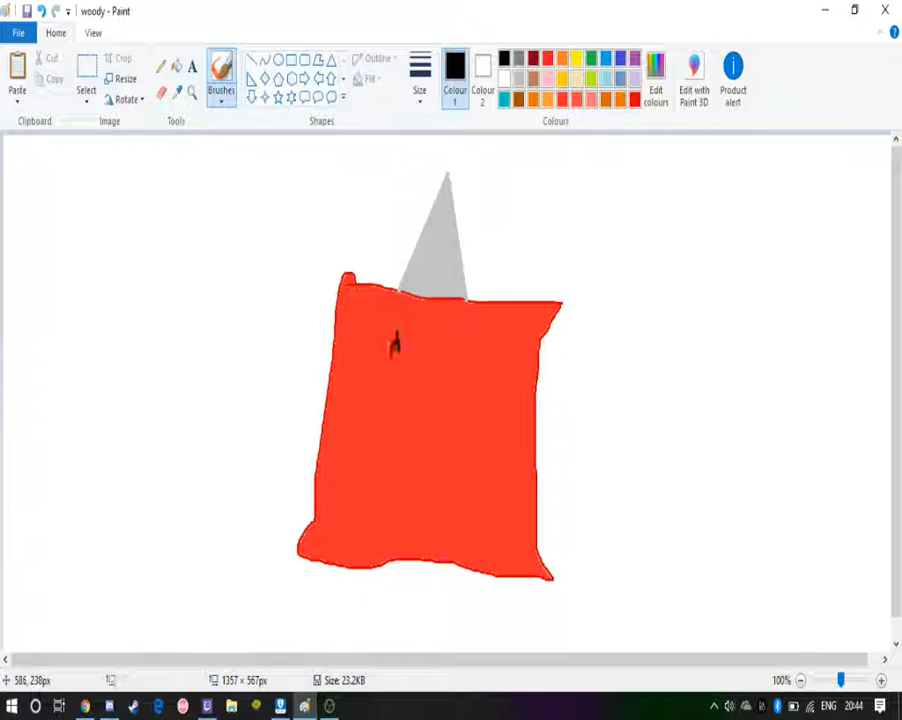 woody - Paint
File
Home
View
Paste
Cut
Copy
Clipboard
Select
Crop
Resize
Rotate
Image
A
Tools
Brushes
Outline
Fill
Shapes
Size
Colour
1
Colour
2
Edit
colours
Edit with
Paint 3D
Product
alert
Colours
586, 238px
1357 × 567px
Size: 23.2KB
100%
ENG
20:44